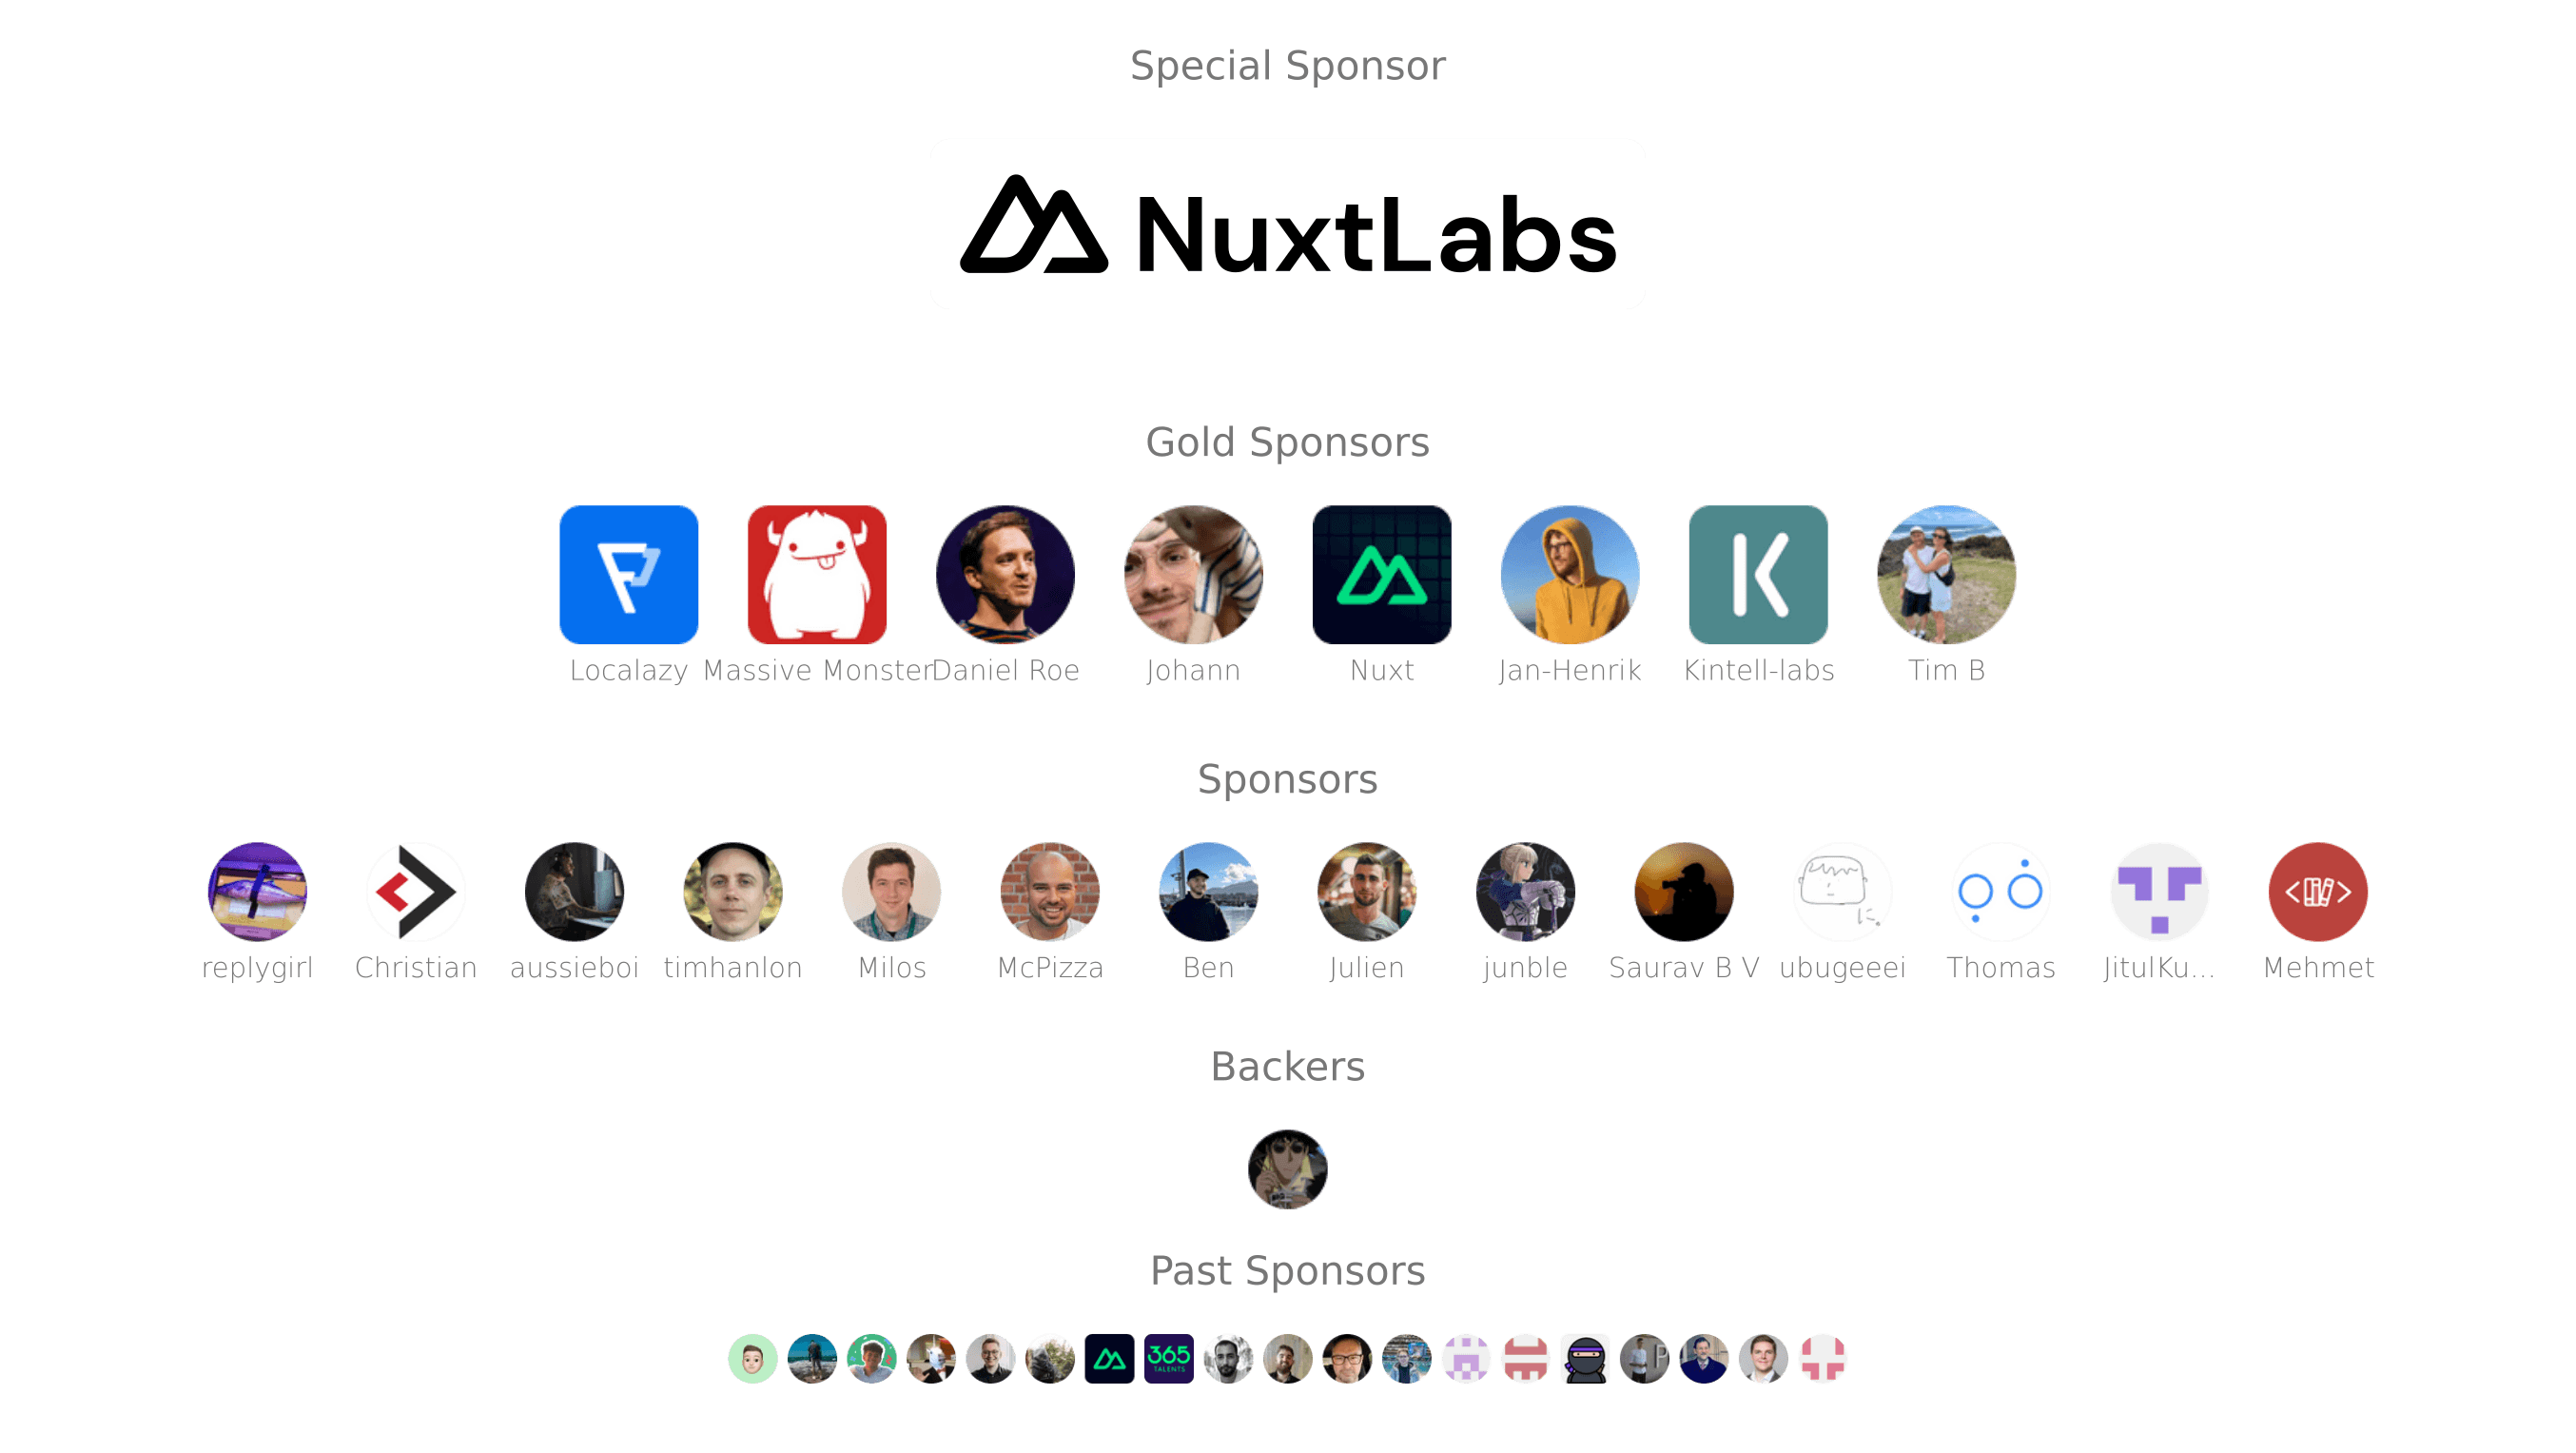 Special Sponsor
NuxtLabs
Gold Sponsors
Localazy Massive Monster Daniel Roe Johann Nuxt Jan-Henrik Kintell-labs Tim B
Sponsors
replygirl Christian aussieboi timhanlon Milos McPizza Ben Julien junble Saurav B V ubugeeei Thomas JitulKu... Mehmet
Backers
Past Sponsors
365
TALENTS